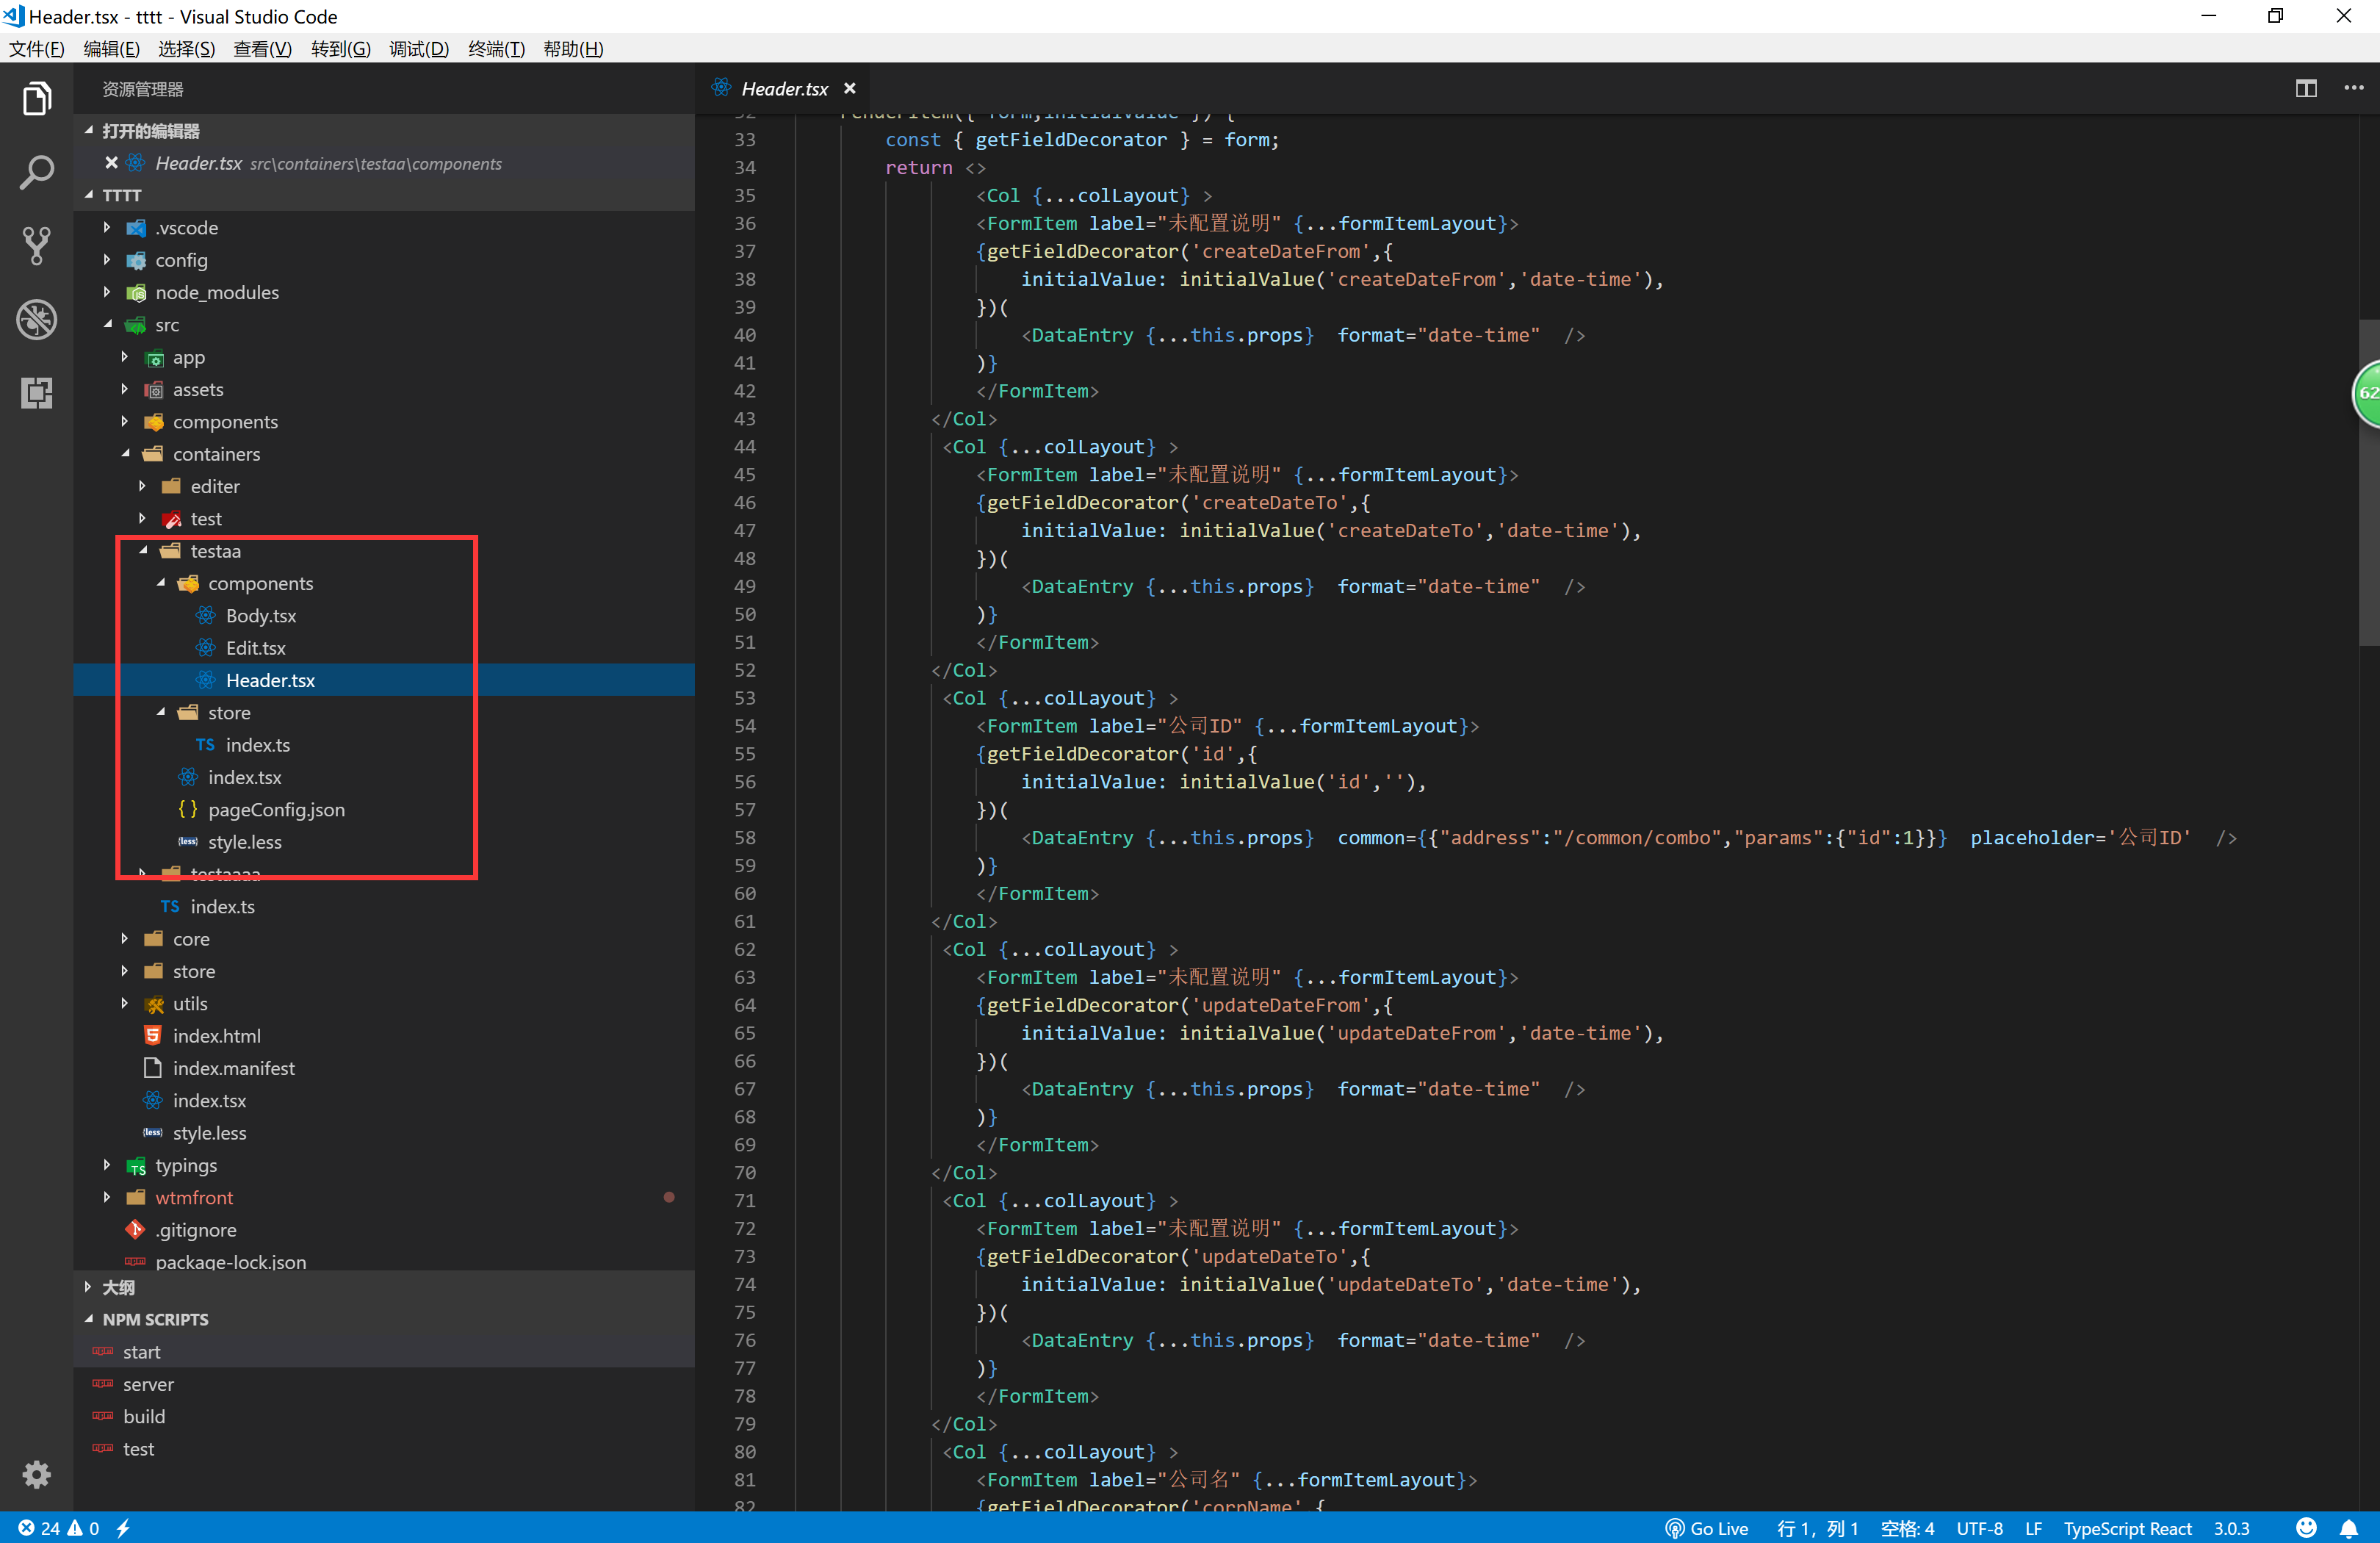 Header.tsx - tttt - Visual Studio Code
文件(F) 编辑(E) 选择(S) 查看(V) 转到(G) 调试(D) 终端(T) 帮助(H)
资源管理器
打开的编辑器
Header.tsx src\containers\testaa\components
TTTT
.vscode
config
node_modules
src
app
assets
components
containers
editer
test
testaa
components
Body.tsx
Edit.tsx
Header.tsx
store
index.ts
index.tsx
pageConfig.json
style.less
testaaaa
index.ts
core
store
utils
index.html
index.manifest
index.tsx
style.less
typings
wtmfront
.gitignore
package-lock.json
大纲
NPM SCRIPTS
start
server
build
test
Header.tsx
32 renderItem({ form,initialValue }) {
33 const { getFieldDecorator } = form;
34 return <>
35 <Col {...colLayout} >
36 <FormItem label="未配置说明" {...formItemLayout}>
37 {getFieldDecorator('createDateFrom',{
38 initialValue: initialValue('createDateFrom','date-time'),
39 })(
40 <DataEntry {...this.props}  format="date-time"  />
41 )}
42 </FormItem>
43 </Col>
44 <Col {...colLayout} >
45 <FormItem label="未配置说明" {...formItemLayout}>
46 {getFieldDecorator('createDateTo',{
47 initialValue: initialValue('createDateTo','date-time'),
48 })(
49 <DataEntry {...this.props}  format="date-time"  />
50 )}
51 </FormItem>
52 </Col>
53 <Col {...colLayout} >
54 <FormItem label="公司ID" {...formItemLayout}>
55 {getFieldDecorator('id',{
56 initialValue: initialValue('id',''),
57 })(
58 <DataEntry {...this.props}  common={{"address":"/common/combo","params":{"id":1}}}  placeholder='公司ID'  />
59 )}
60 </FormItem>
61 </Col>
62 <Col {...colLayout} >
63 <FormItem label="未配置说明" {...formItemLayout}>
64 {getFieldDecorator('updateDateFrom',{
65 initialValue: initialValue('updateDateFrom','date-time'),
66 })(
67 <DataEntry {...this.props}  format="date-time"  />
68 )}
69 </FormItem>
70 </Col>
71 <Col {...colLayout} >
72 <FormItem label="未配置说明" {...formItemLayout}>
73 {getFieldDecorator('updateDateTo',{
74 initialValue: initialValue('updateDateTo','date-time'),
75 })(
76 <DataEntry {...this.props}  format="date-time"  />
77 )}
78 </FormItem>
79 </Col>
80 <Col {...colLayout} >
81 <FormItem label="公司名" {...formItemLayout}>
82 {getFieldDecorator('corpName',{
62
24 0 Go Live 行 1，列 1 空格: 4 UTF-8 LF TypeScript React 3.0.3